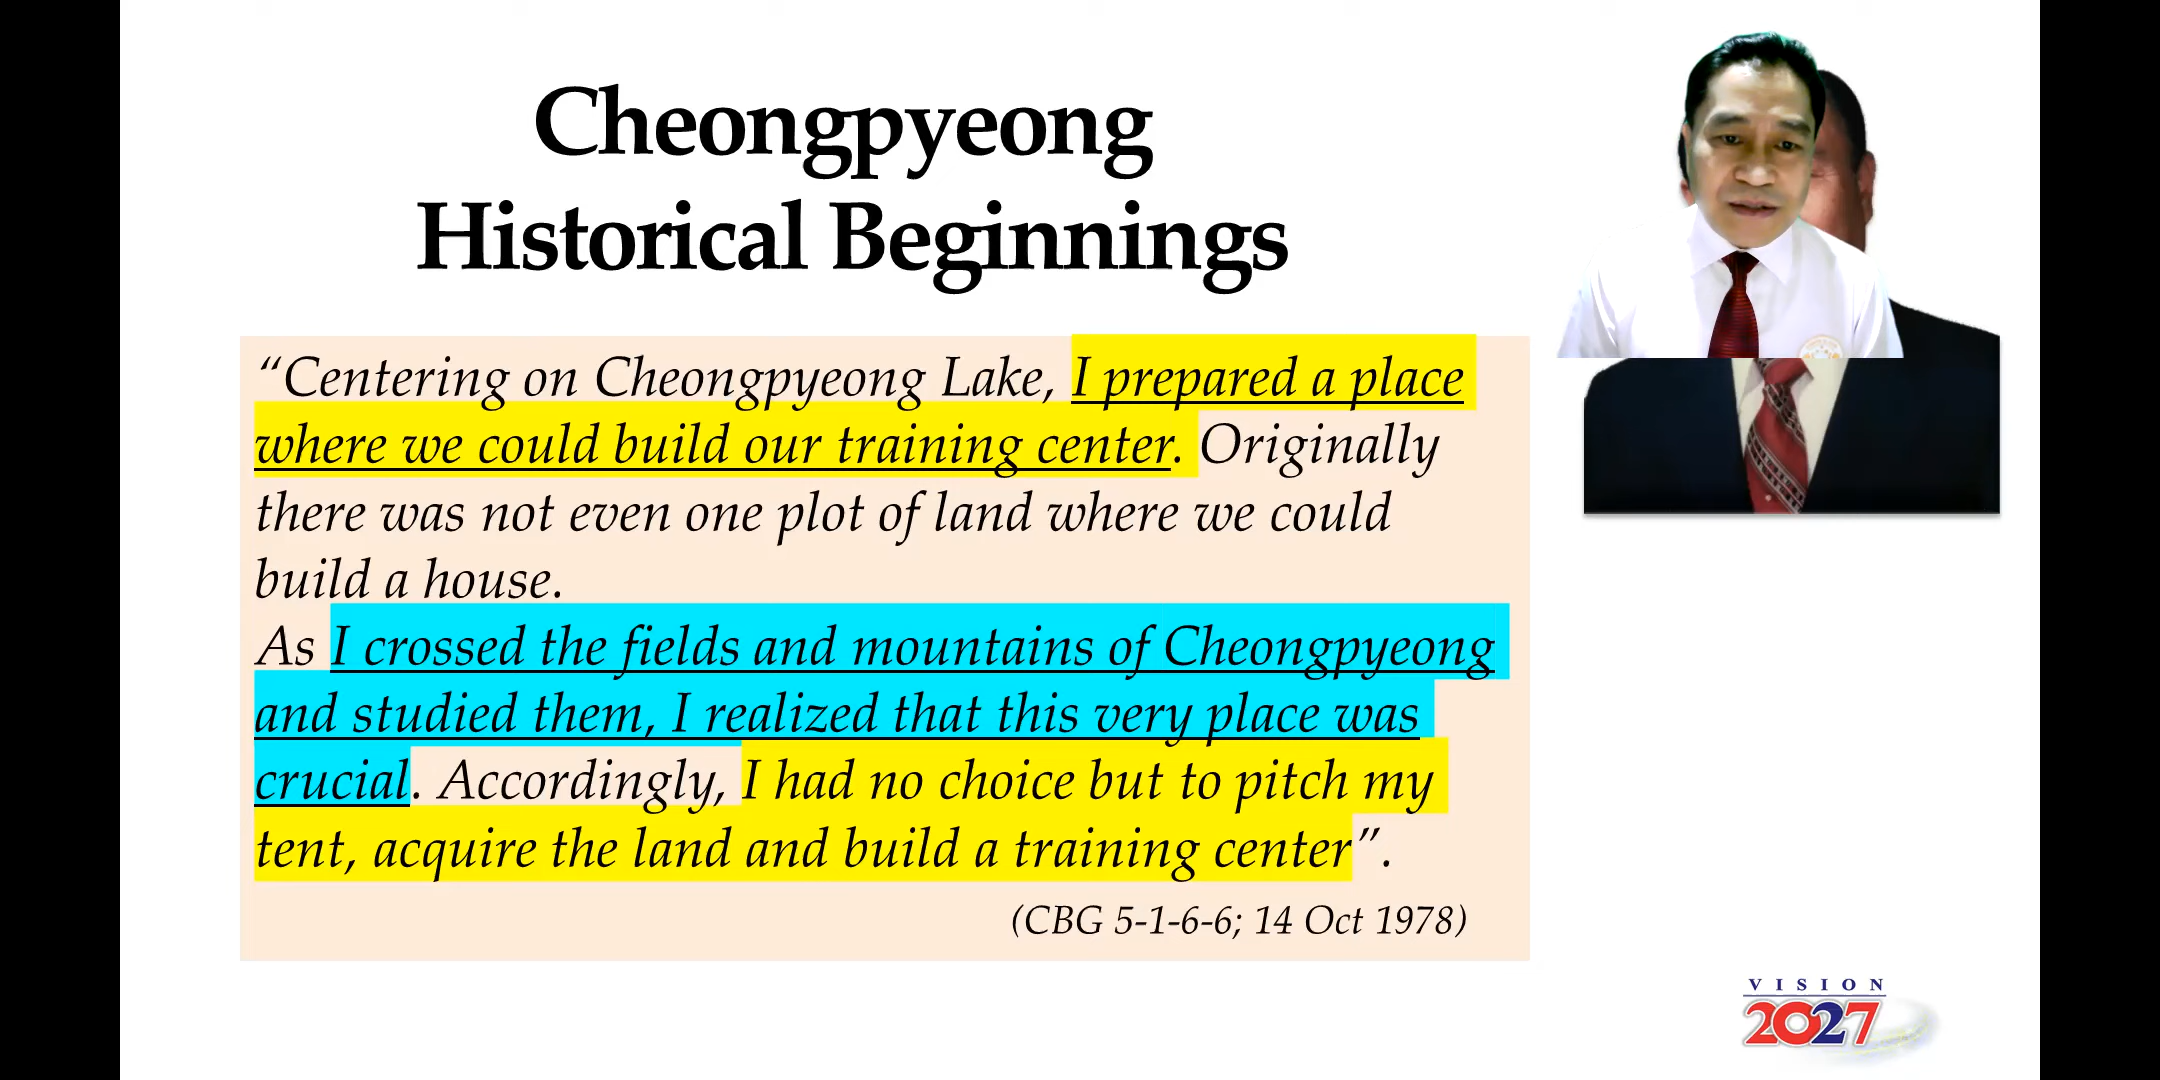 Cheongpyeong
Historical Beginnings
“Centering on Cheongpyeong Lake, I prepared a place
where we could build our training center. Originally
there was not even one plot of land where we could
build a house.
As I crossed the fields and mountains of Cheongpyeong
and studied them, I realized that this very place was
crucial. Accordingly, I had no choice but to pitch my
tent, acquire the land and build a training center”.
(CBG 5-1-6-6; 14 Oct 1978)
VISION
2027